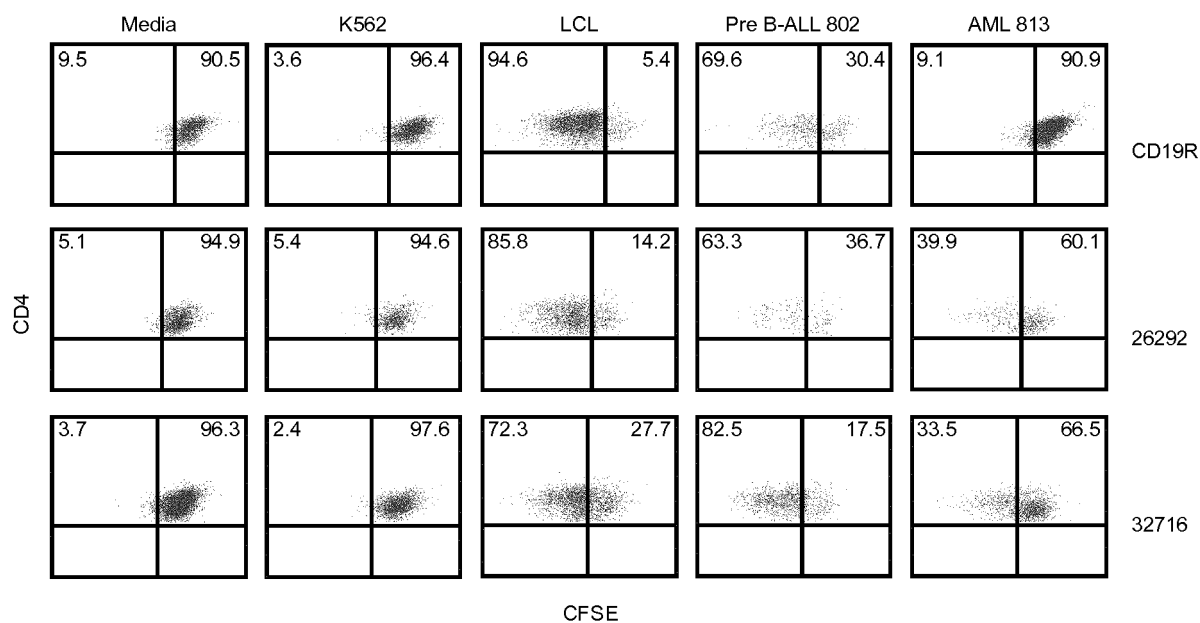 Media K562 LCL Pre B-ALL 802 AML 813
9.5 90.5 3.6 96.4 94.6 5.4 69.6 30.4 9.1 90.9
CD19R
5.1 94.9 5.4 94.6 85.8 14.2 63.3 36.7 39.9 60.1
CD4
26292
3.7 96.3 2.4 97.6 72.3 27.7 82.5 17.5 33.5 66.5
32716
CFSE